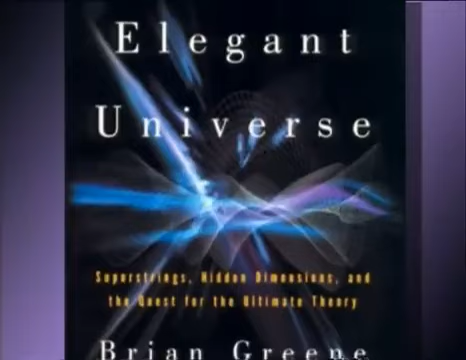 Elegant
Universe
Superstrings, Hidden Dimensions, and
the Quest for the Ultimate Theory
Brian Greene